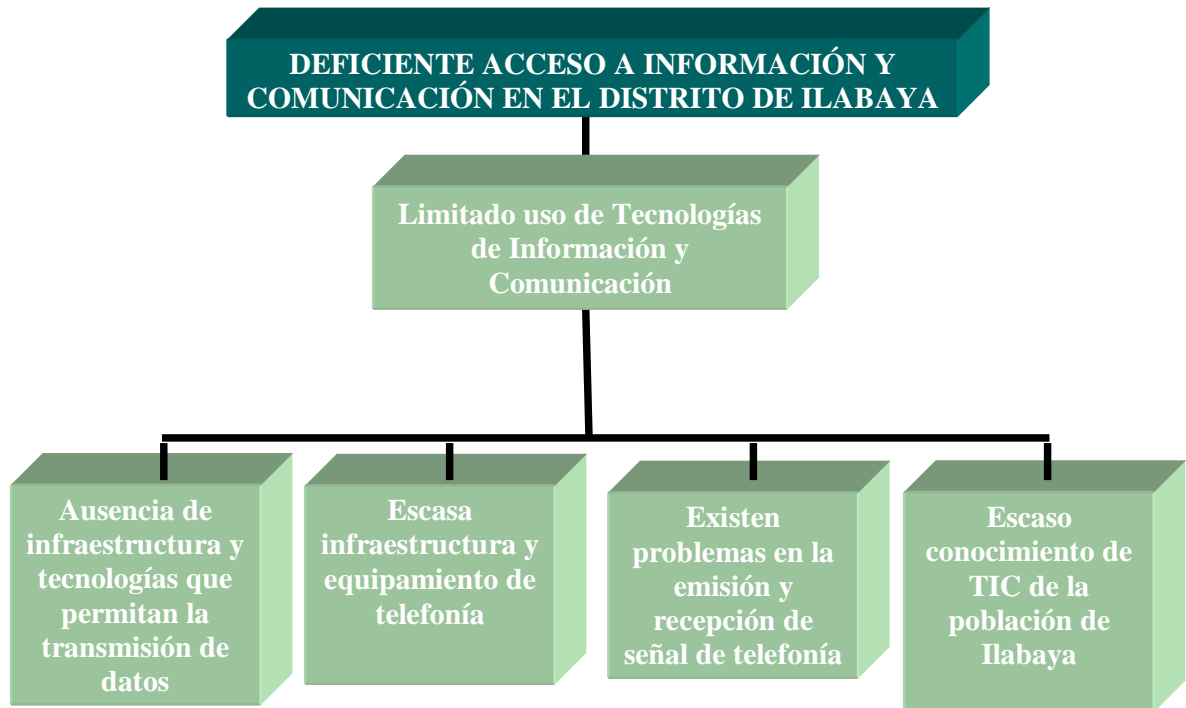 DEFICIENTE ACCESO A INFORMACIÓN Y
COMUNICACIÓN EN EL DISTRITO DE ILABAYA
Limitado uso de Tecnologías
de Información y
Comunicación
Ausencia de
infraestructura y
tecnologías que
permitan la
transmisión de
datos
Escasa
infraestructura y
equipamiento de
telefonía
Existen
problemas en la
emisión y
recepción de
señal de telefonía
Escaso
conocimiento de
TIC de la
población de
Ilabaya